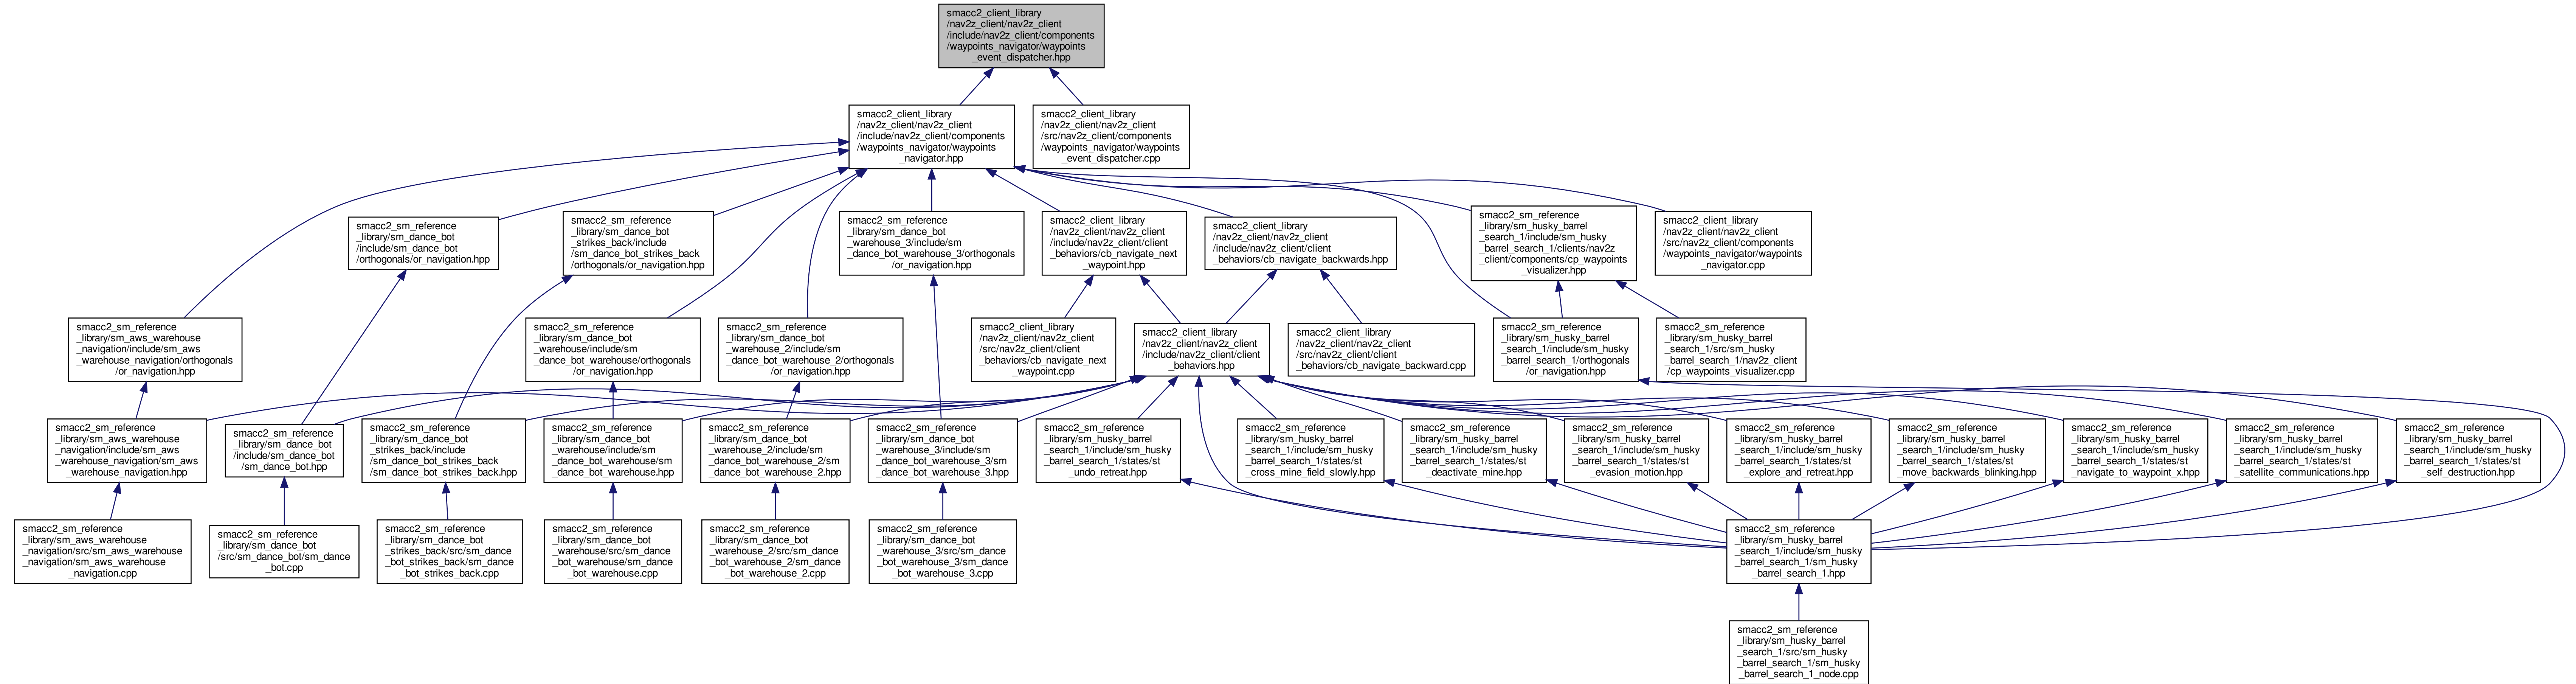 smacc2_client_library
/nav2z_client/nav2z_client
/include/nav2z_client/components
/waypoints_navigator/waypoints
_event_dispatcher.hpp
smacc2_client_library
/nav2z_client/nav2z_client
/include/nav2z_client/components
/waypoints_navigator/waypoints
_navigator.hpp
smacc2_client_library
/nav2z_client/nav2z_client
/src/nav2z_client/components
/waypoints_navigator/waypoints
_event_dispatcher.cpp
smacc2_sm_reference
_library/sm_dance_bot
/include/sm_dance_bot
/orthogonals/or_navigation.hpp
smacc2_sm_reference
_library/sm_dance_bot
_strikes_back/include
/sm_dance_bot_strikes_back
/orthogonals/or_navigation.hpp
smacc2_sm_reference
_library/sm_dance_bot
_warehouse_3/include/sm
_dance_bot_warehouse_3/orthogonals
/or_navigation.hpp
smacc2_client_library
/nav2z_client/nav2z_client
/include/nav2z_client/client
_behaviors/cb_navigate_next
_waypoint.hpp
smacc2_client_library
/nav2z_client/nav2z_client
/include/nav2z_client/client
_behaviors/cb_navigate_backwards.hpp
smacc2_sm_reference
_library/sm_husky_barrel
_search_1/include/sm_husky
_barrel_search_1/clients/nav2z
_client/components/cp_waypoints
_visualizer.hpp
smacc2_client_library
/nav2z_client/nav2z_client
/src/nav2z_client/components
/waypoints_navigator/waypoints
_navigator.cpp
smacc2_sm_reference
_library/sm_aws_warehouse
_navigation/include/sm_aws
_warehouse_navigation/orthogonals
/or_navigation.hpp
smacc2_sm_reference
_library/sm_dance_bot
_warehouse/include/sm
_dance_bot_warehouse/orthogonals
/or_navigation.hpp
smacc2_sm_reference
_library/sm_dance_bot
_warehouse_2/include/sm
_dance_bot_warehouse_2/orthogonals
/or_navigation.hpp
smacc2_client_library
/nav2z_client/nav2z_client
/src/nav2z_client/client
_behaviors/cb_navigate_next
_waypoint.cpp
smacc2_client_library
/nav2z_client/nav2z_client
/include/nav2z_client/client
_behaviors.hpp
smacc2_client_library
/nav2z_client/nav2z_client
/src/nav2z_client/client
_behaviors/cb_navigate_backward.cpp
smacc2_sm_reference
_library/sm_husky_barrel
_search_1/include/sm_husky
_barrel_search_1/orthogonals
/or_navigation.hpp
smacc2_sm_reference
_library/sm_husky_barrel
_search_1/src/sm_husky
_barrel_search_1/nav2z_client
/cp_waypoints_visualizer.cpp
smacc2_sm_reference
_library/sm_aws_warehouse
_navigation/include/sm_aws
_warehouse_navigation/sm_aws
_warehouse_navigation.hpp
smacc2_sm_reference
_library/sm_dance_bot
/include/sm_dance_bot
/sm_dance_bot.hpp
smacc2_sm_reference
_library/sm_dance_bot
_strikes_back/include
/sm_dance_bot_strikes_back
/sm_dance_bot_strikes_back.hpp
smacc2_sm_reference
_library/sm_dance_bot
_warehouse/include/sm
_dance_bot_warehouse/sm
_dance_bot_warehouse.hpp
smacc2_sm_reference
_library/sm_dance_bot
_warehouse_2/include/sm
_dance_bot_warehouse_2/sm
_dance_bot_warehouse_2.hpp
smacc2_sm_reference
_library/sm_dance_bot
_warehouse_3/include/sm
_dance_bot_warehouse_3/sm
_dance_bot_warehouse_3.hpp
smacc2_sm_reference
_library/sm_husky_barrel
_search_1/include/sm_husky
_barrel_search_1/states/st
_undo_retreat.hpp
smacc2_sm_reference
_library/sm_husky_barrel
_search_1/include/sm_husky
_barrel_search_1/states/st
_cross_mine_field_slowly.hpp
smacc2_sm_reference
_library/sm_husky_barrel
_search_1/include/sm_husky
_barrel_search_1/states/st
_deactivate_mine.hpp
smacc2_sm_reference
_library/sm_husky_barrel
_search_1/include/sm_husky
_barrel_search_1/states/st
_evasion_motion.hpp
smacc2_sm_reference
_library/sm_husky_barrel
_search_1/include/sm_husky
_barrel_search_1/states/st
_explore_and_retreat.hpp
smacc2_sm_reference
_library/sm_husky_barrel
_search_1/include/sm_husky
_barrel_search_1/states/st
_move_backwards_blinking.hpp
smacc2_sm_reference
_library/sm_husky_barrel
_search_1/include/sm_husky
_barrel_search_1/states/st
_navigate_to_waypoint_x.hpp
smacc2_sm_reference
_library/sm_husky_barrel
_search_1/include/sm_husky
_barrel_search_1/states/st
_satellite_communications.hpp
smacc2_sm_reference
_library/sm_husky_barrel
_search_1/include/sm_husky
_barrel_search_1/states/st
_self_destruction.hpp
smacc2_sm_reference
_library/sm_aws_warehouse
_navigation/src/sm_aws_warehouse
_navigation/sm_aws_warehouse
_navigation.cpp
smacc2_sm_reference
_library/sm_dance_bot
/src/sm_dance_bot/sm_dance
_bot.cpp
smacc2_sm_reference
_library/sm_dance_bot
_strikes_back/src/sm_dance
_bot_strikes_back/sm_dance
_bot_strikes_back.cpp
smacc2_sm_reference
_library/sm_dance_bot
_warehouse/src/sm_dance
_bot_warehouse/sm_dance
_bot_warehouse.cpp
smacc2_sm_reference
_library/sm_dance_bot
_warehouse_2/src/sm_dance
_bot_warehouse_2/sm_dance
_bot_warehouse_2.cpp
smacc2_sm_reference
_library/sm_dance_bot
_warehouse_3/src/sm_dance
_bot_warehouse_3/sm_dance
_bot_warehouse_3.cpp
smacc2_sm_reference
_library/sm_husky_barrel
_search_1/include/sm_husky
_barrel_search_1/sm_husky
_barrel_search_1.hpp
smacc2_sm_reference
_library/sm_husky_barrel
_search_1/src/sm_husky
_barrel_search_1/sm_husky
_barrel_search_1_node.cpp